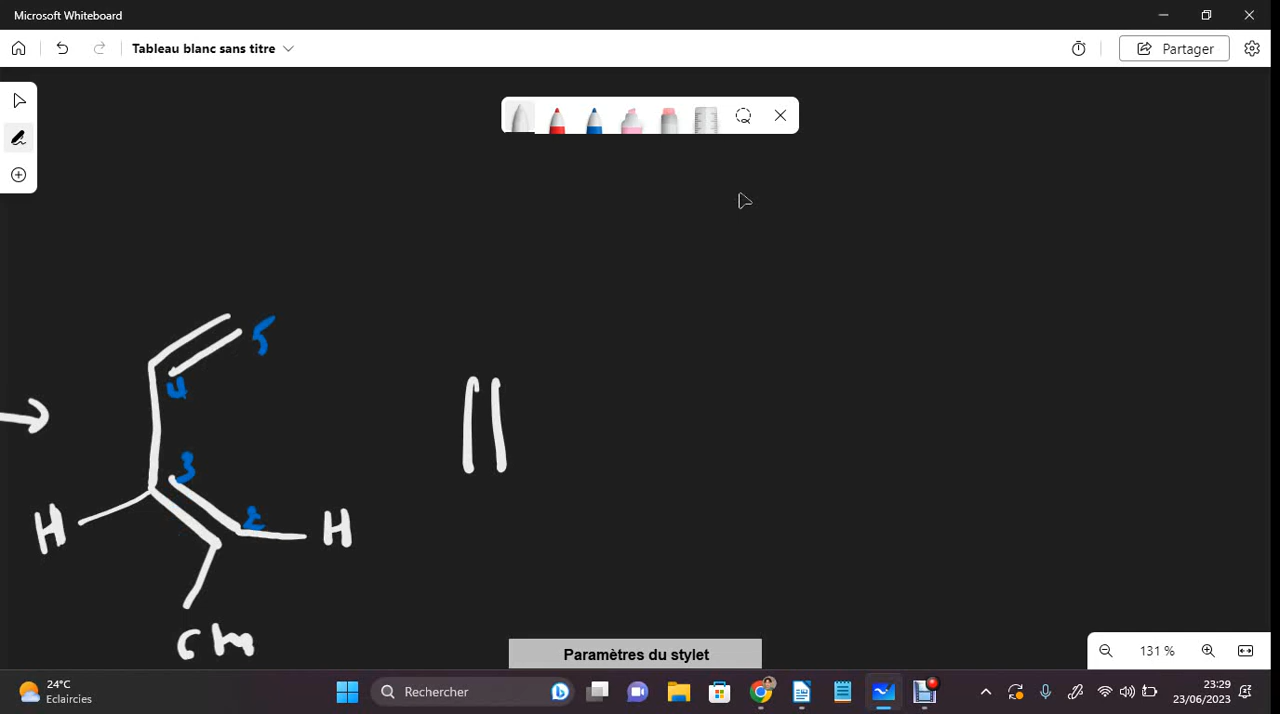 Microsoft Whiteboard
Tableau blanc sans titre
Partager
5
4
3
2
H
H
CM
Paramètres du stylet
131 %
24°C
Eclaircies
Rechercher
23:29
23/06/2023